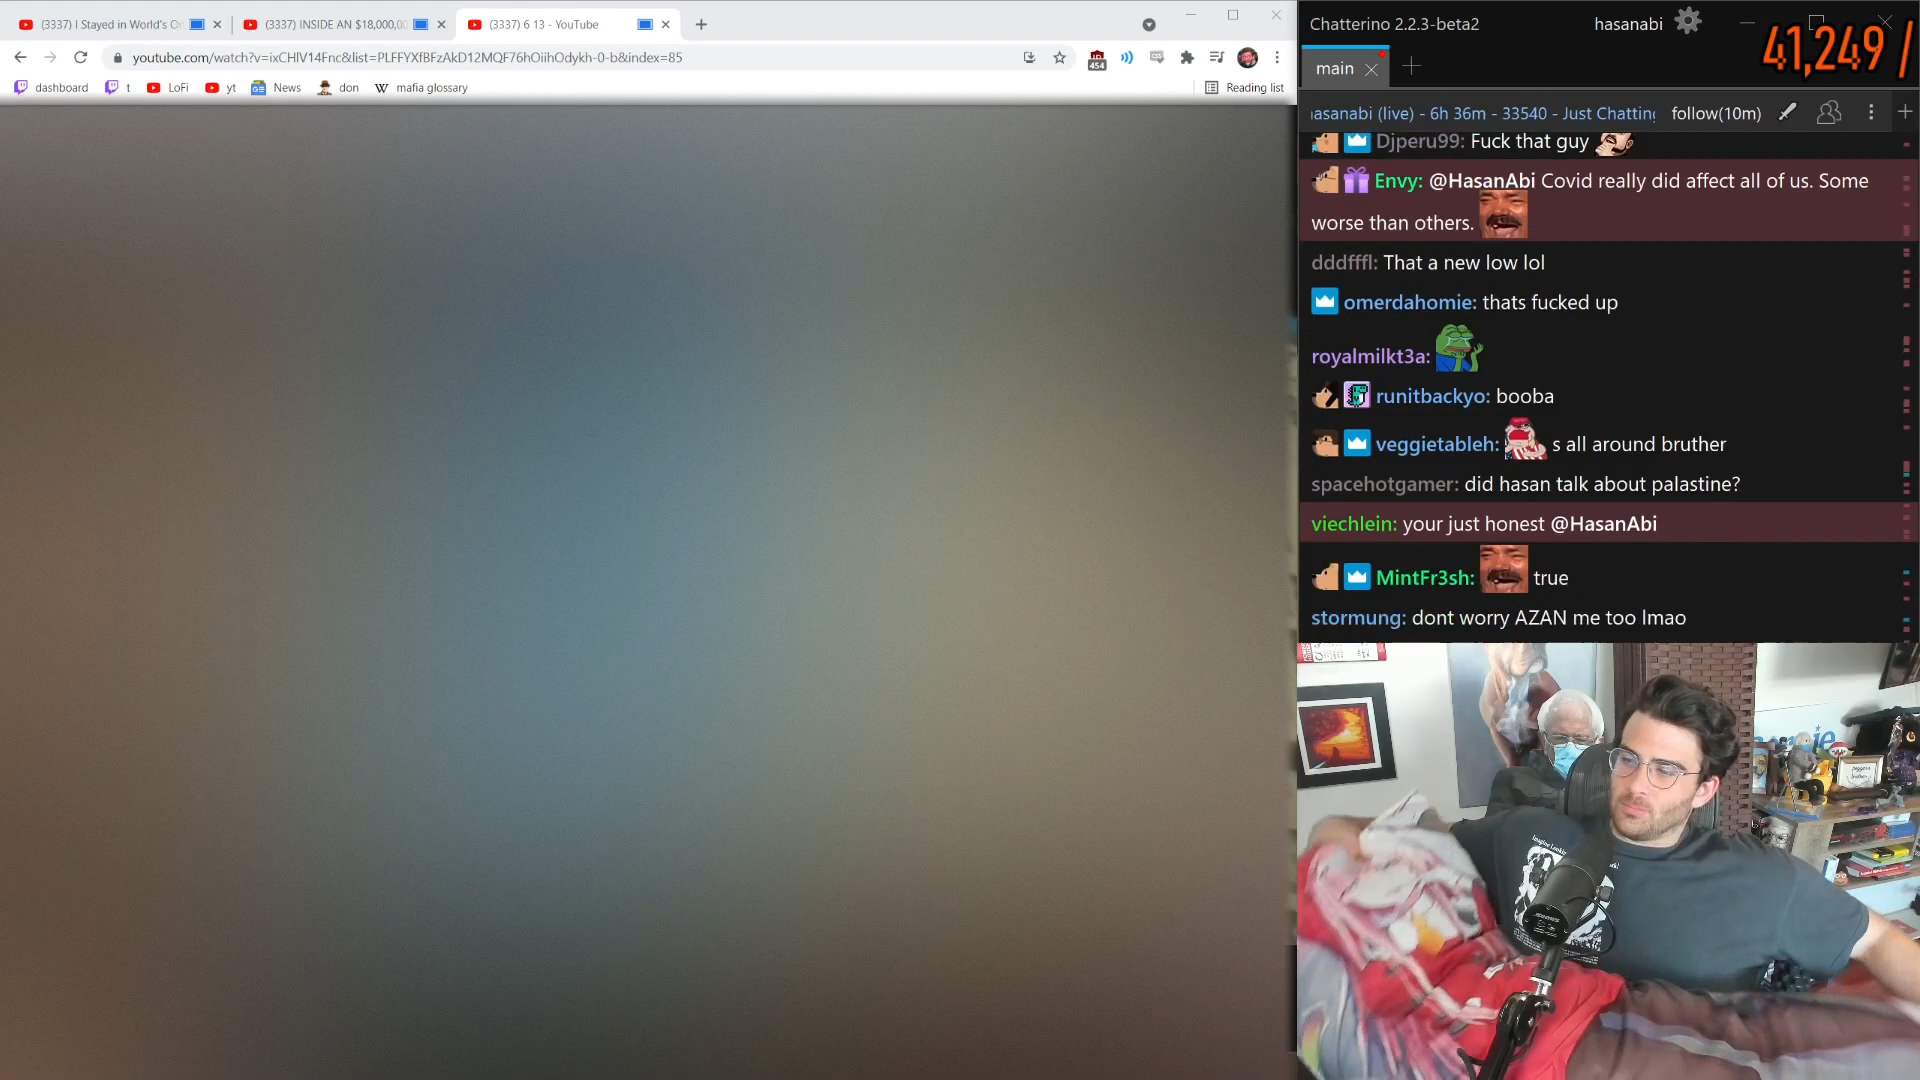 (3337) I Stayed in World's O
(3337) INSIDE AN $18,000,00
(3337) 6 13 - YouTube
youtube.com/watch?v=ixCHlV14Fnc&list=PLFFYXfBFzAkD12MQF76hOiihOdykh-0-b&index=85
454
dashboard
t
LoFi
yt
News
don
W mafia glossary
Reading list
Chatterino 2.2.3-beta2
hasanabi
41,249 /
main
asanabi (live) - 6h 36m - 33540 - Just Chatting
follow(10m)
Djperu99: Fuck that guy
Envy: @HasanAbi Covid really did affect all of us. Some
worse than others.
dddfffl: That a new low lol
omerdahomie: thats fucked up
royalmilkt3a:
runitbackyo: booba
veggietableh: s all around bruther
spacehotgamer: did hasan talk about palastine?
viechlein: your just honest @HasanAbi
MintFr3sh: true
stormung: dont worry AZAN me too lmao